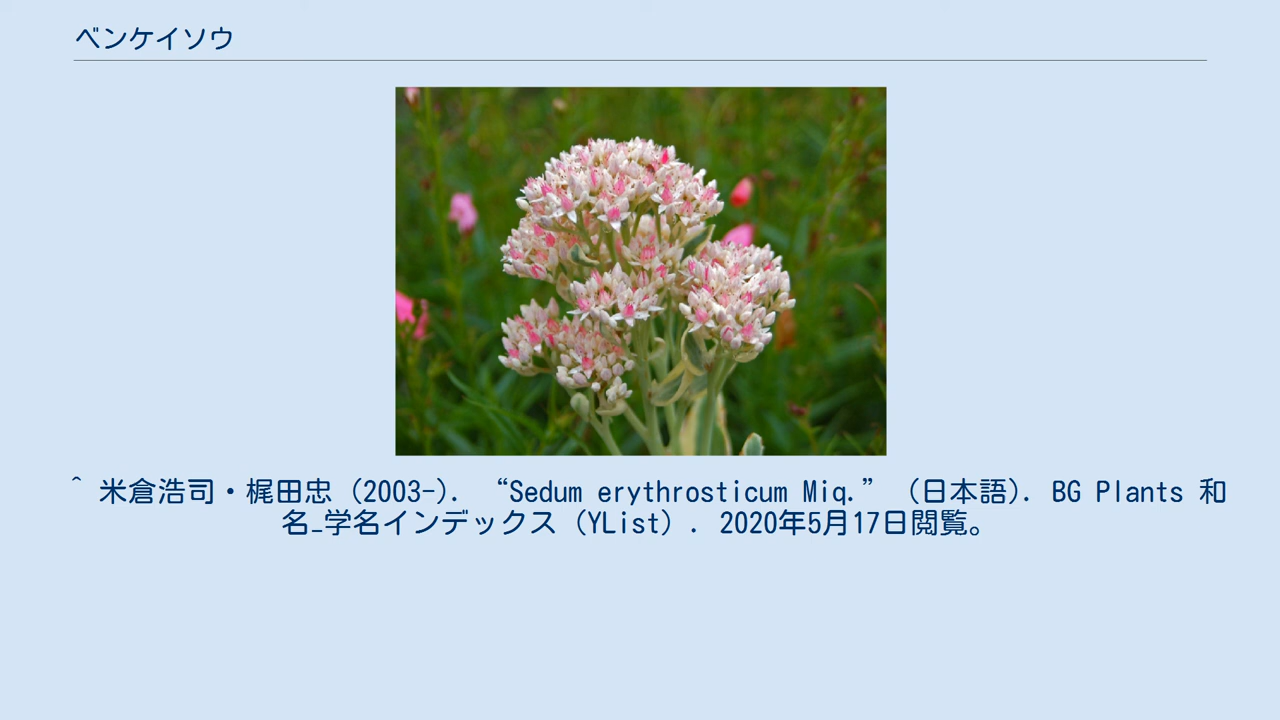 ベンケイソウ
^ 米倉浩司・梶田忠 (2003-). “Sedum erythrosticum Miq.” (日本語). BG Plants 和
名−学名インデックス（YList）. 2020年5月17日閲覧。